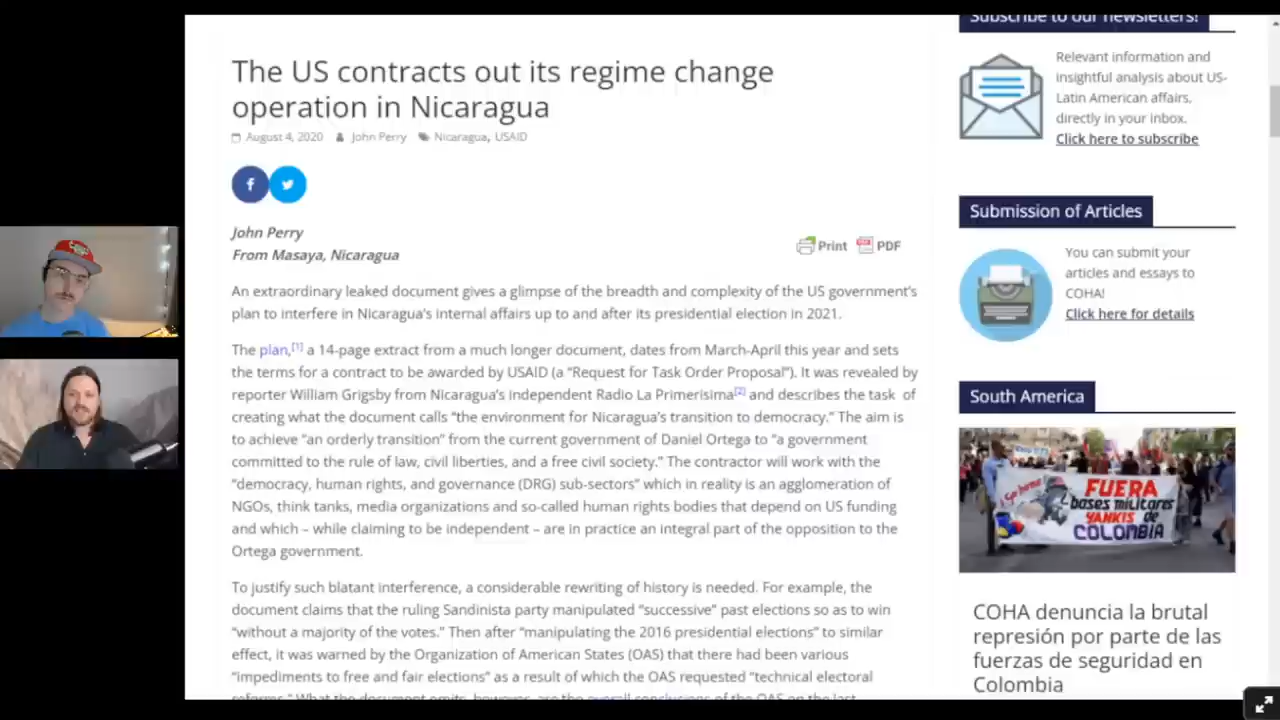 The US contracts out its regime change
operation in Nicaragua
August 4, 2020 John Perry Nicaragua, USAID
f
John Perry
From Masaya, Nicaragua
Print PDF
An extraordinary leaked document gives a glimpse of the breadth and complexity of the US government's
plan to interfere in Nicaragua's internal affairs up to and after its presidential election in 2021.
The plan,[1] a 14-page extract from a much longer document, dates from March-April this year and sets
the terms for a contract to be awarded by USAID (a "Request for Task Order Proposal"). It was revealed by
reporter William Grigsby from Nicaragua's independent Radio La Primerisima[2] and describes the task of
creating what the document calls "the environment for Nicaragua's transition to democracy." The aim is
to achieve "an orderly transition" from the current government of Daniel Ortega to "a government
committed to the rule of law, civil liberties, and a free civil society." The contractor will work with the
"democracy, human rights, and governance (DRG) sub-sectors" which in reality is an agglomeration of
NGOs, think tanks, media organizations and so-called human rights bodies that depend on US funding
and which – while claiming to be independent – are in practice an integral part of the opposition to the
Ortega government.
To justify such blatant interference, a considerable rewriting of history is needed. For example, the
document claims that the ruling Sandinista party manipulated "successive" past elections so as to win
"without a majority of the votes." Then after "manipulating the 2016 presidential elections" to similar
effect, it was warned by the Organization of American States (OAS) that there had been various
"impediments to free and fair elections" as a result of which the OAS requested "technical electoral
reforms." What the document omits, however, are the overall conclusions of the OAS on the last
Subscribe to our newsletters!
Relevant information and
insightful analysis about US-
Latin American affairs,
directly in your inbox.
Click here to subscribe
Submission of Articles
You can submit your
articles and essays to
COHA!
Click here for details
South America
FUERA
bases militares
YANKIS de
COLOMBIA
COHA denuncia la brutal
represión por parte de las
fuerzas de seguridad en
Colombia